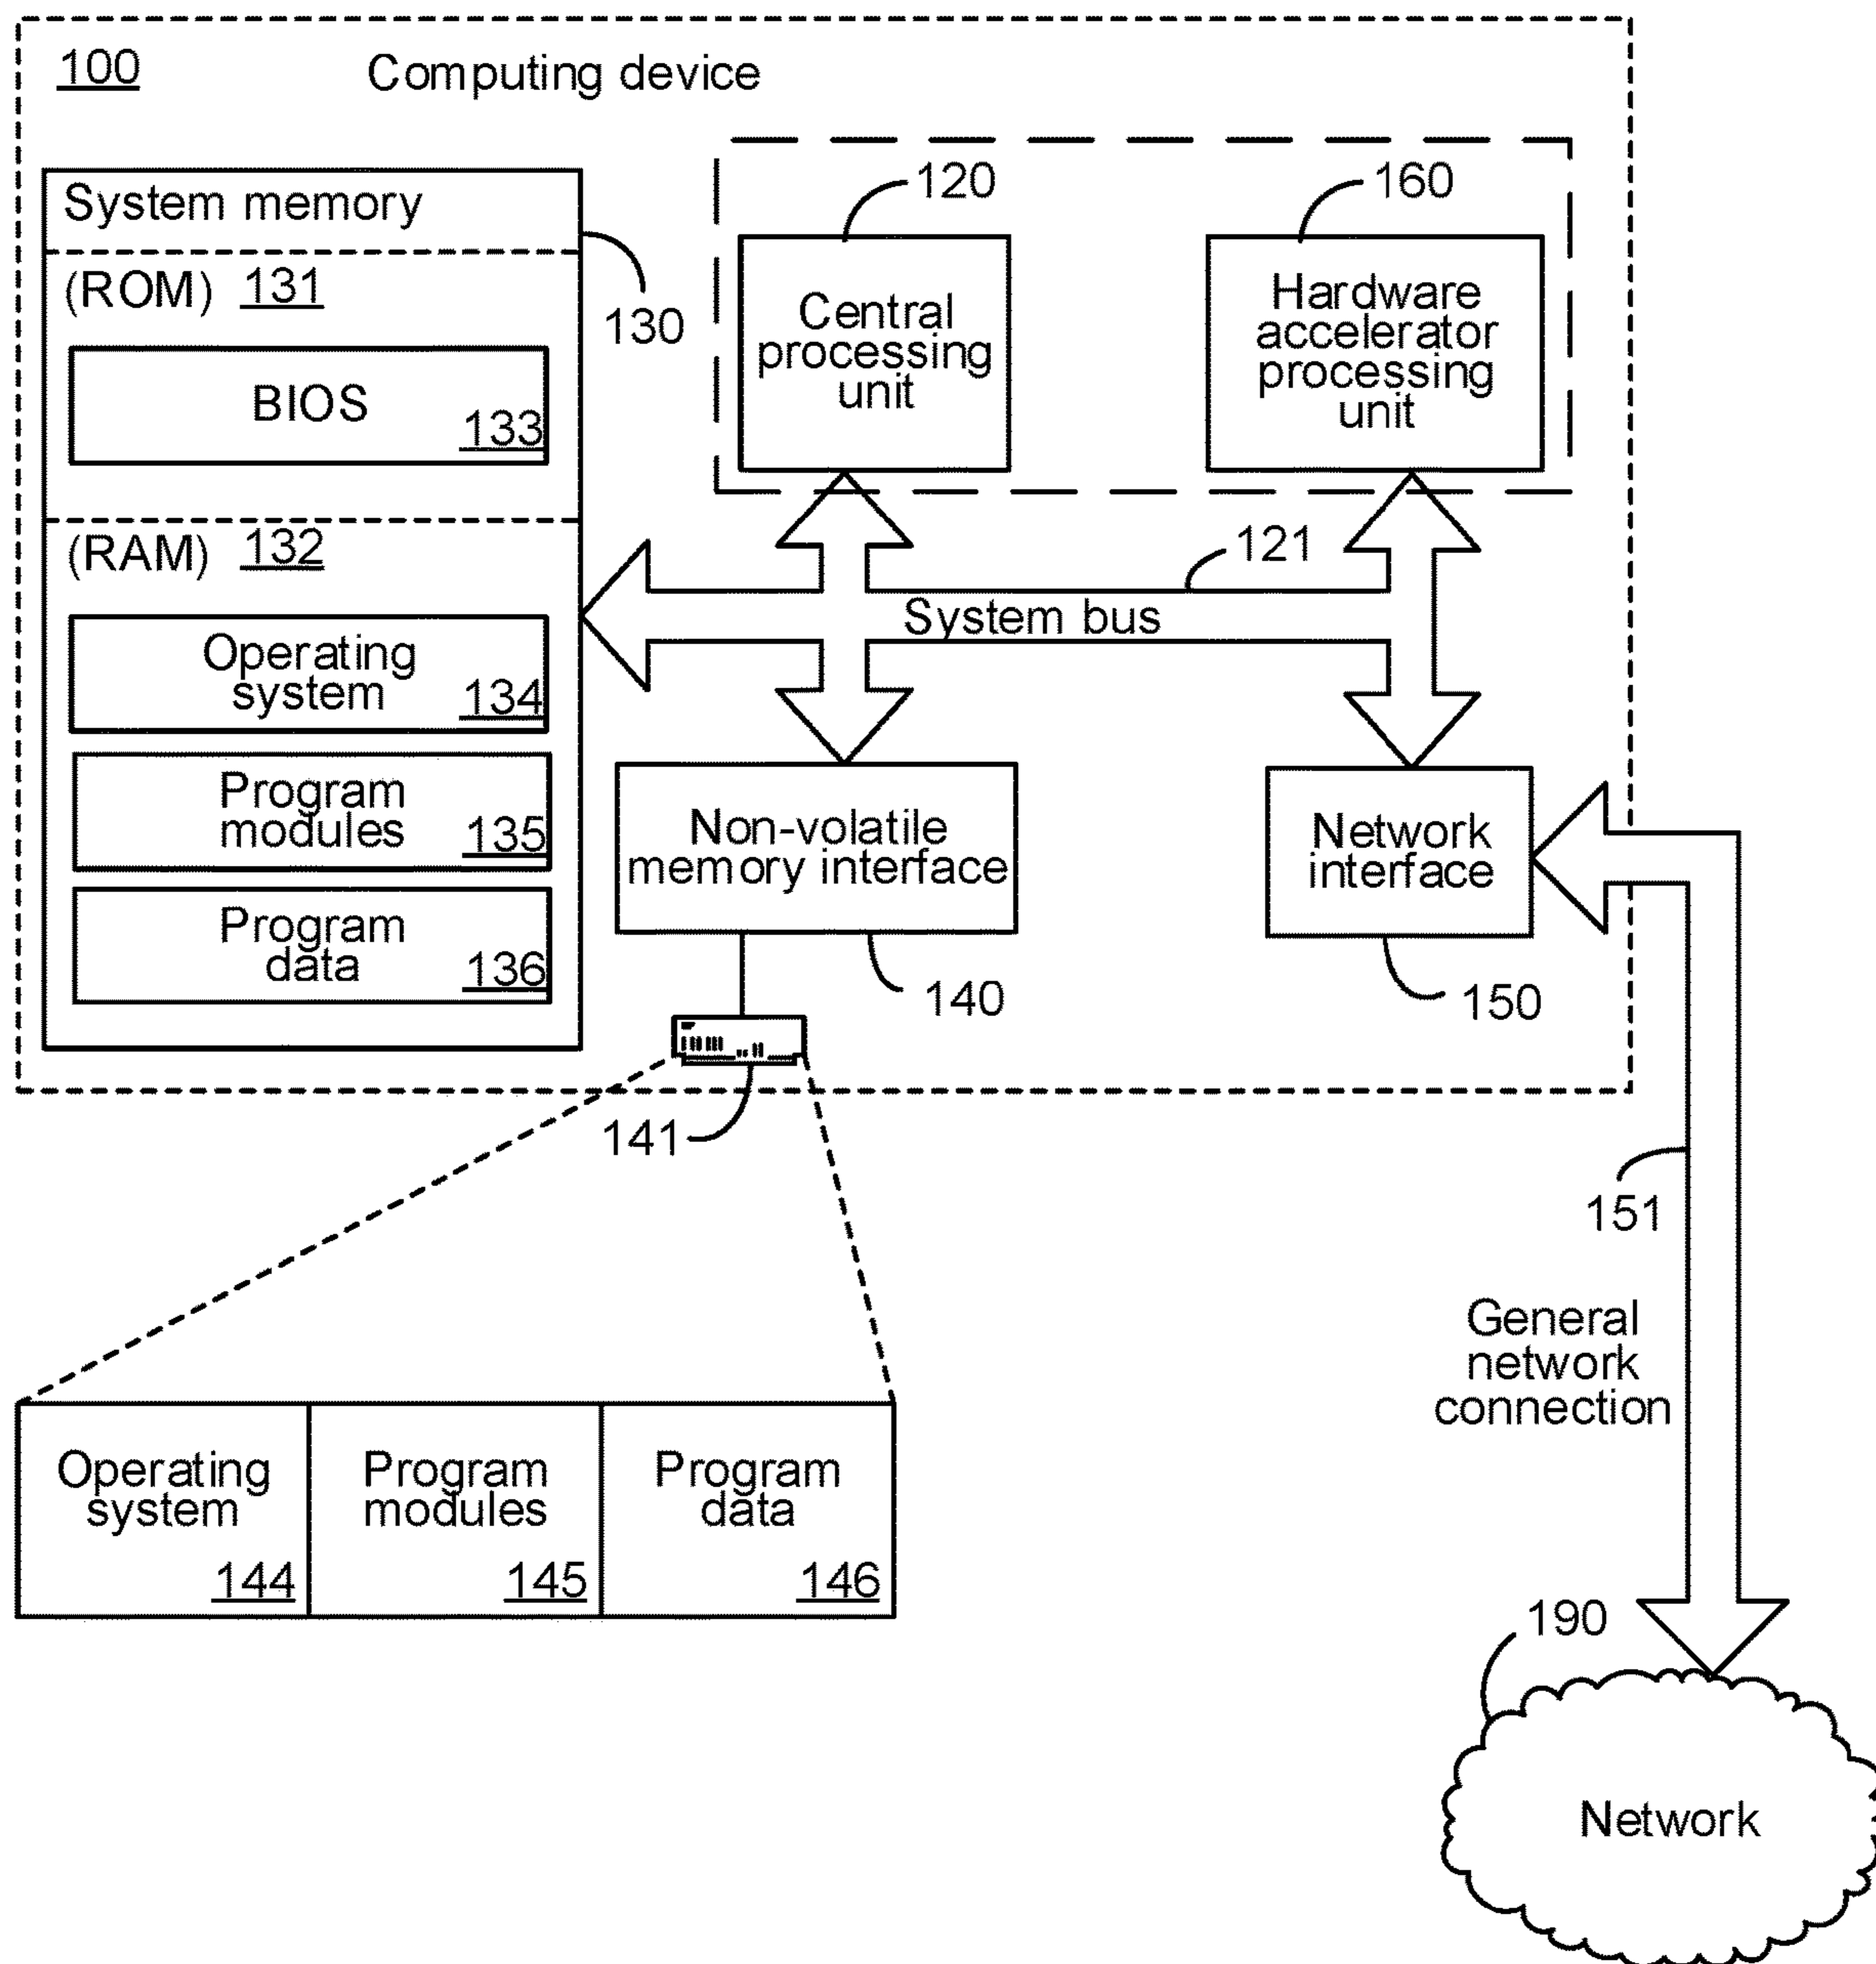 100 Computing device
System memory
(ROM) 131
BIOS
133
(RAM) 132
Operating
system
134
Program
modules
135
Program
data
136
130
120
Central
processing
unit
160
Hardware
accelerator
processing
unit
121
System bus
Non-volatile
memory interface
140
141
Network
interface
150
151
General
network
connection
Operating
system
144
Program
modules
145
Program
data
146
190
Network